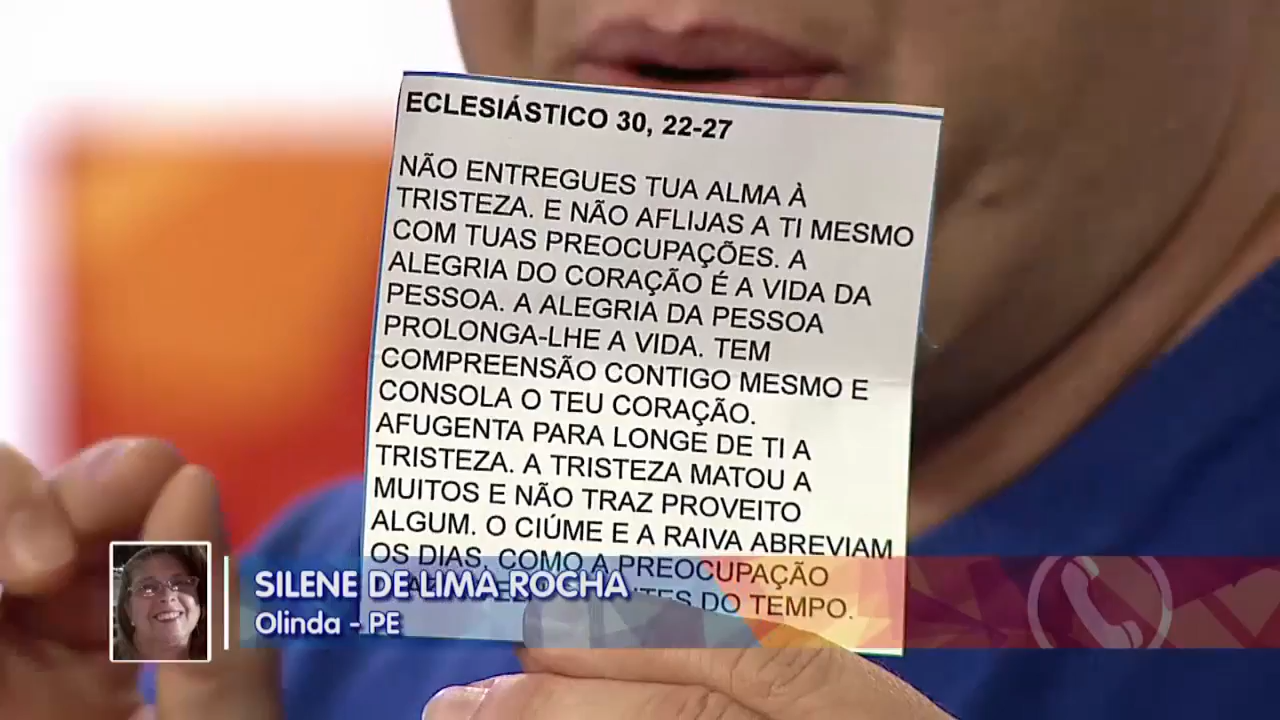 ECLESIÁSTICO 30, 22-27
NÃO ENTREGUES TUA ALMA À
TRISTEZA. E NÃO AFLIJAS A TI MESMO
COM TUAS PREOCUPAÇÕES. A
ALEGRIA DO CORAÇÃO É A VIDA DA
PESSOA. A ALEGRIA DA PESSOA
PROLONGA-LHE A VIDA. TEM
COMPREENSÃO CONTIGO MESMO E
CONSOLA O TEU CORAÇÃO.
AFUGENTA PARA LONGE DE TI A
TRISTEZA. A TRISTEZA MATOU A
MUITOS E NÃO TRAZ PROVEITO
ALGUM. O CIÚME E A RAIVA ABREVIAM
OS DIAS, COMO A PREOCUPAÇÃO
DO TEMPO.
SILENE DE LIMA ROCHA
Olinda - PE